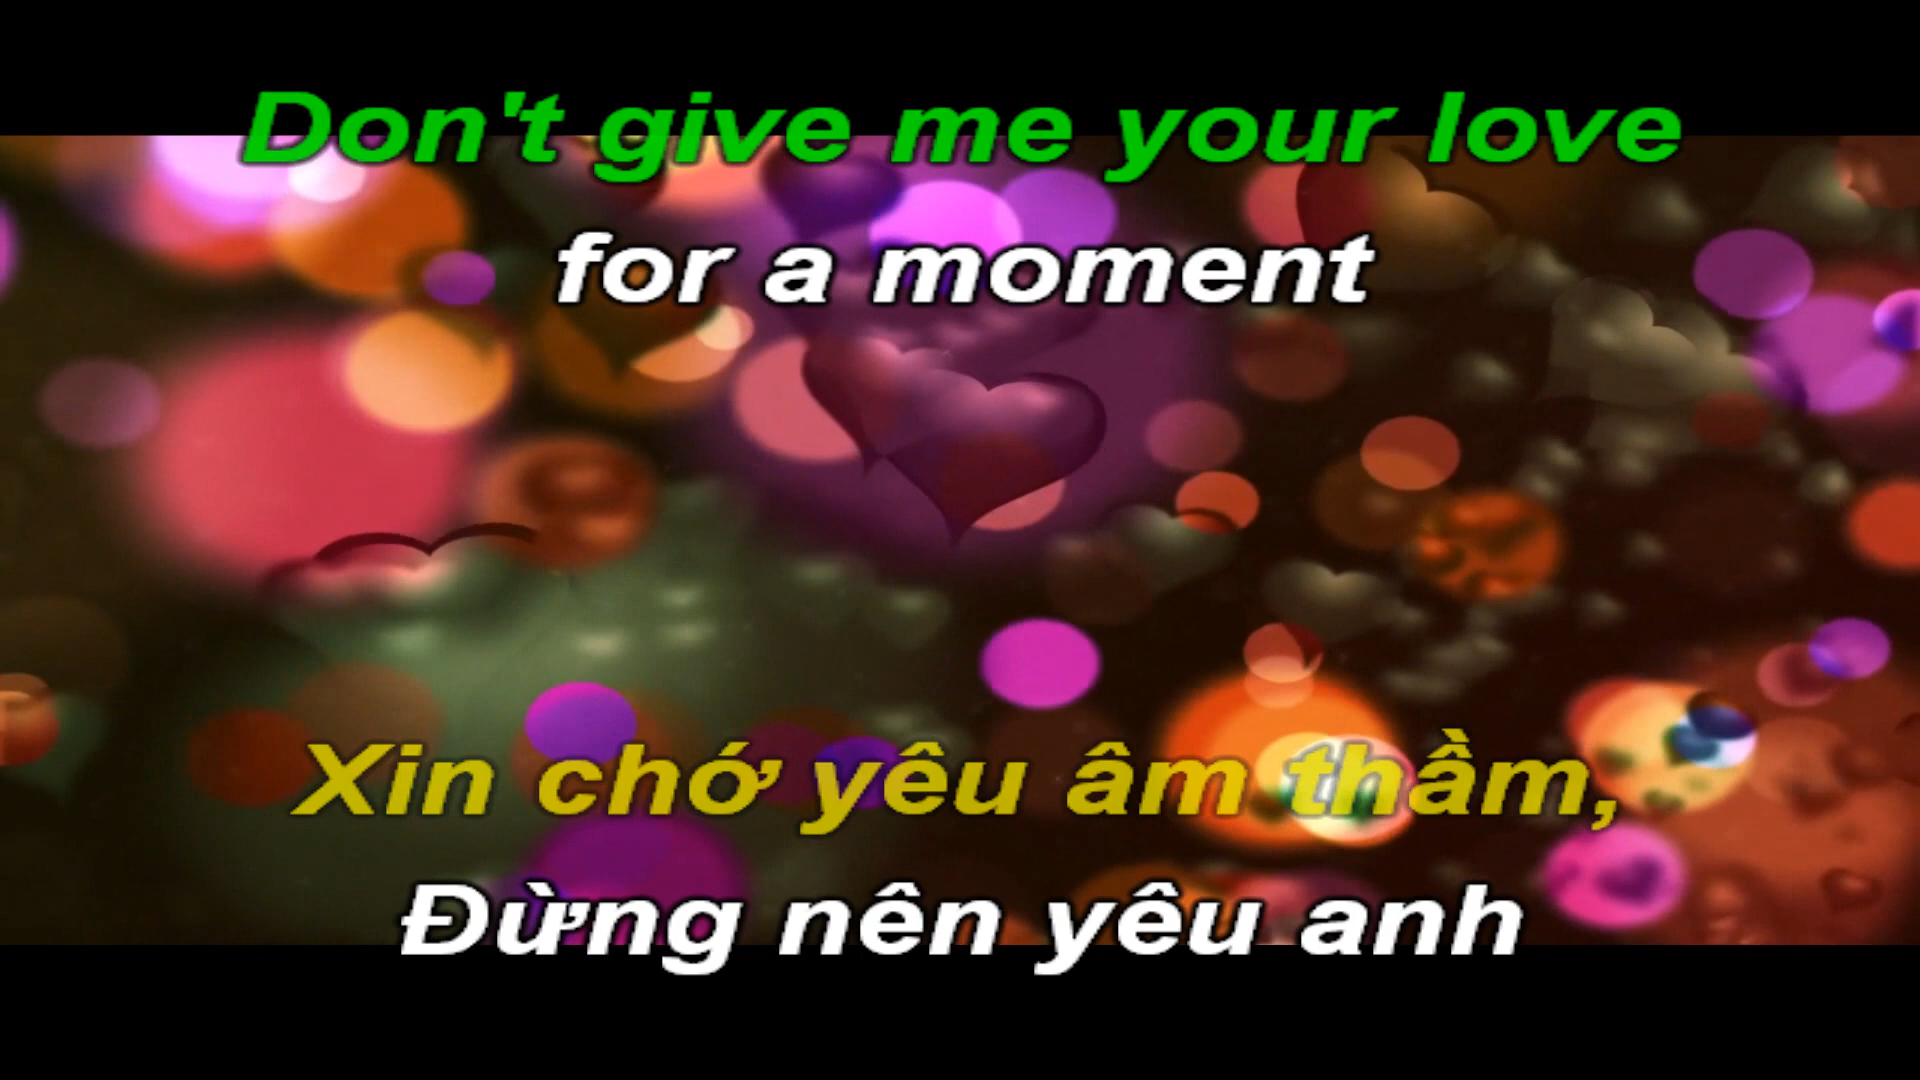 Don't give me your love
for a moment
Xin chớ yêu âm thầm,
Đừng nên yêu anh